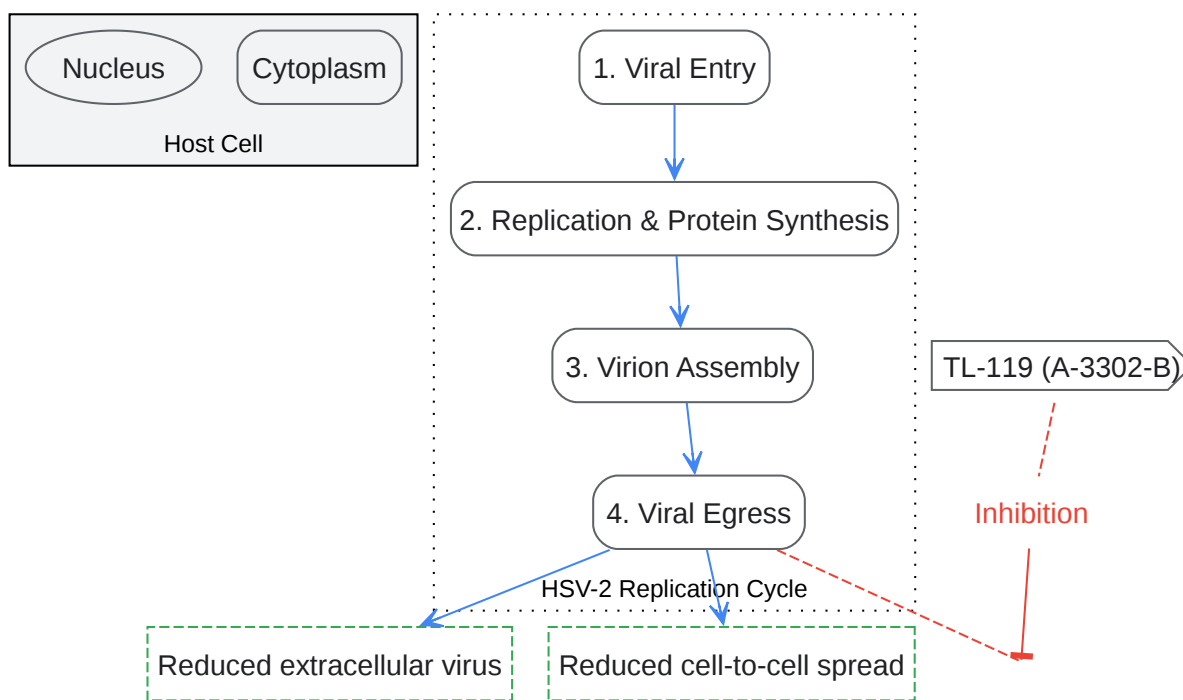 Nucleus
Cytoplasm
Host Cell
1. Viral Entry
2. Replication & Protein Synthesis
3. Virion Assembly
TL-119 (A-3302-B)
4. Viral Egress
Inhibition
HSV-2 Replication Cycle
Reduced extracellular virus
Reduced cell-to-cell spread